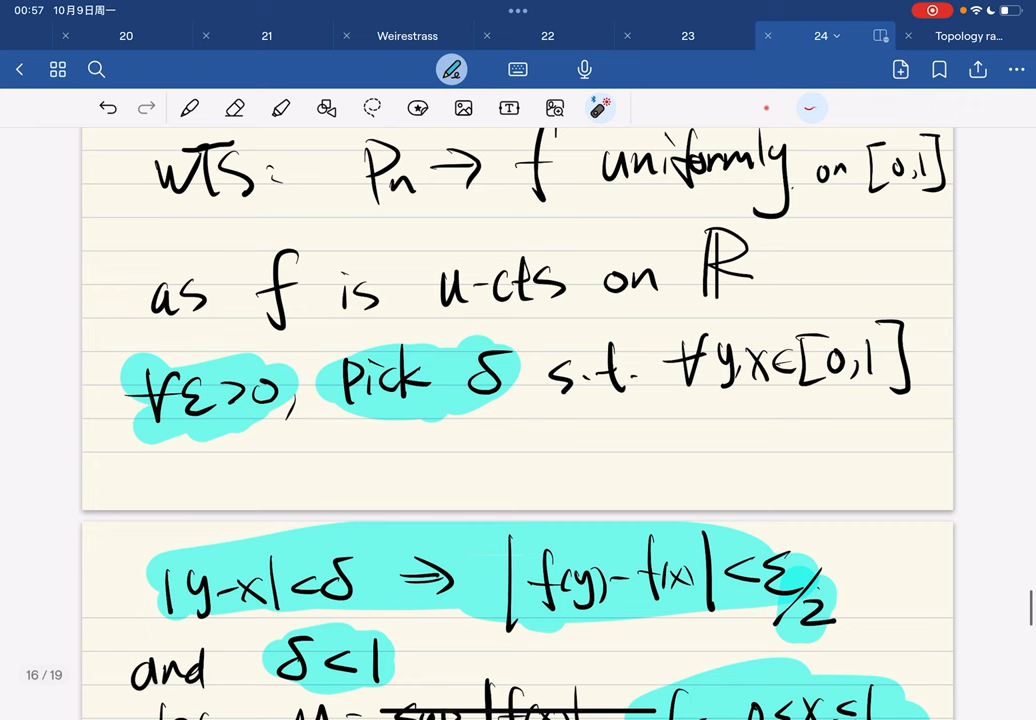 00:57 10月9日周一
20
21
Weirestrass
22
23
24
Topology ra...
WTS: Pn → f uniformly on [0,1]
as f is u-cts on ℝ
∀ε>0, pick δ s.t. ∀y,x∈[0,1]
|y-x|<δ ⇒ |f(y)-f(x)|<ε/2
and δ<1
16 / 19